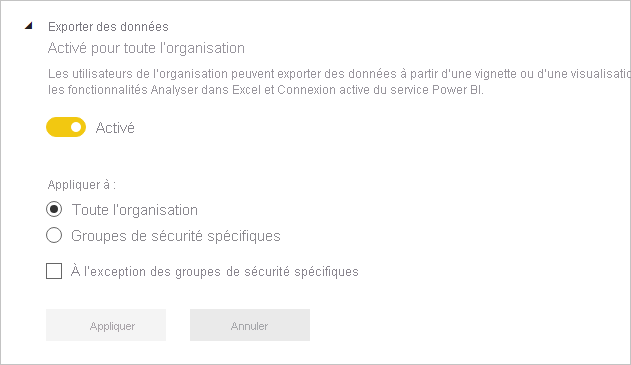 Exporter des données
Activé pour toute l'organisation
Les utilisateurs de l'organisation peuvent exporter des données à partir d'une vignette ou d'une
les fonctionnalités Analyser dans Excel et Connexion active du service Power BI.
Activé
Appliquer à :
Toute l'organisation
Groupes de sécurité spécifiques
À l'exception des groupes de sécurité spécifiques
Appliquer
Annuler